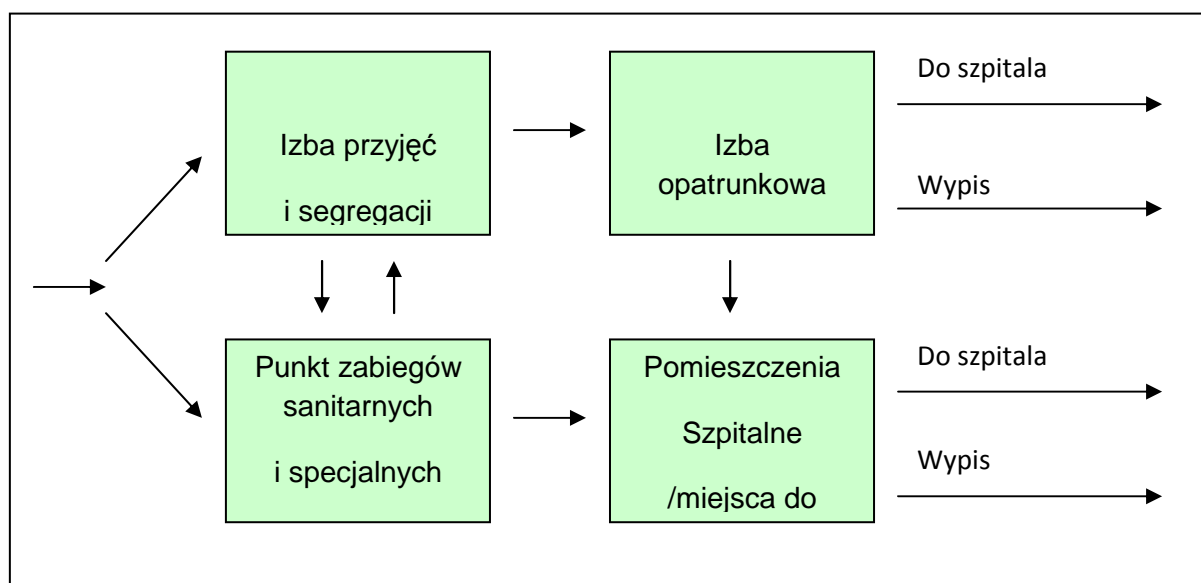 Izba przyjęć
i segregacji
Izba
opatrunkowa
Do szpitala
Wypis
Punkt zabiegów
sanitarnych
i specjalnych
Pomieszczenia
Szpitalne
/miejsca do
Do szpitala
Wypis